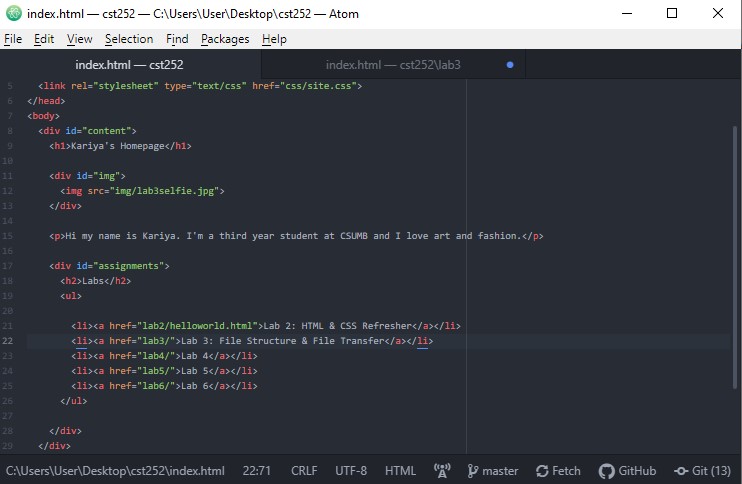 index.html — cst252 — C:\Users\User\Desktop\cst252 — Atom
File Edit View Selection Find Packages Help
index.html — cst252 index.html — cst252\lab3
5 <link rel="stylesheet" type="text/css" href="css/site.css">
6 </head>
7 <body>
8 <div id="content">
9 <h1>Kariya's Homepage</h1>
10
11 <div id="img">
12 <img src="img/lab3selfie.jpg">
13 </div>
14
15 <p>Hi my name is Kariya. I'm a third year student at CSUMB and I love art and fashion.</p>
16
17 <div id="assignments">
18 <h2>Labs</h2>
19 <ul>
20
21 <li><a href="lab2/helloworld.html">Lab 2: HTML & CSS Refresher</a></li>
22 <li><a href="lab3/">Lab 3: File Structure & File Transfer</a></li>
23 <li><a href="lab4/">Lab 4</a></li>
24 <li><a href="lab5/">Lab 5</a></li>
25 <li><a href="lab6/">Lab 6</a></li>
26 </ul>
27
28 </div>
29 </div>
C:\Users\User\Desktop\cst252\index.html 22:71 CRLF UTF-8 HTML master Fetch GitHub Git (13)